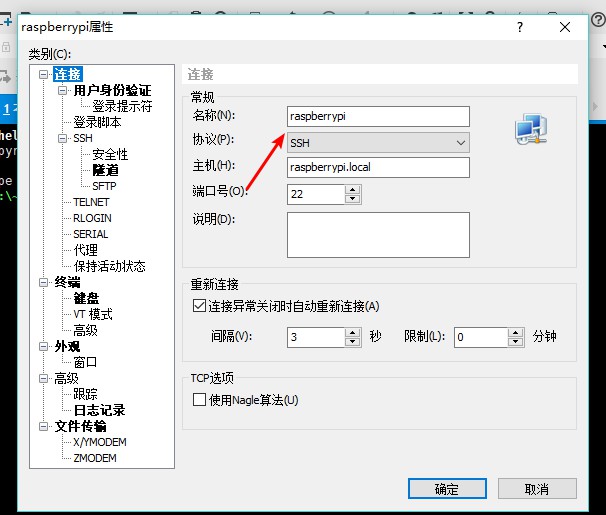 raspberrypi属性
类别(C):
连接
用户身份验证
登录提示符
登录脚本
SSH
安全性
隧道
SFTP
TELNET
RLOGIN
SERIAL
代理
保持活动状态
终端
键盘
VT 模式
高级
外观
窗口
高级
跟踪
日志记录
文件传输
X/YMODEM
ZMODEM
连接
常规
名称(N): raspberrypi
协议(P): SSH
主机(H): raspberrypi.local
端口号(O): 22
说明(D):
重新连接
连接异常关闭时自动重新连接(A)
间隔(V): 3 秒 限制(L): 0 分钟
TCP选项
使用Nagle算法(U)
确定 取消